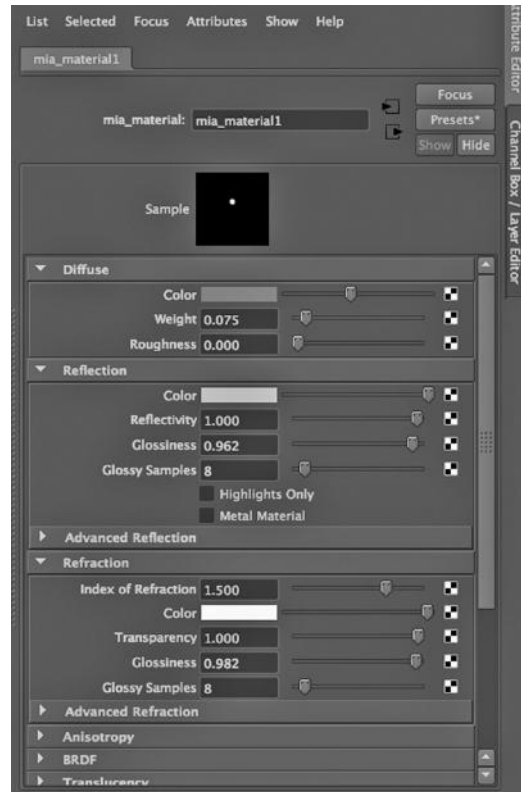 List Selected Focus Attributes Show Help
mia_material1
Focus
mia_material: mia_material1
Presets*
Show Hide
Sample
Diffuse
Color
Weight 0.075
Roughness 0.000
Reflection
Color
Reflectivity 1.000
Glossiness 0.962
Glossy Samples 8
Highlights Only
Metal Material
Advanced Reflection
Refraction
Index of Refraction 1.500
Color
Transparency 1.000
Glossiness 0.982
Glossy Samples 8
Advanced Refraction
Anisotropy
BRDF
Translucency
Attribute Editor
Channel Box / Layer Editor